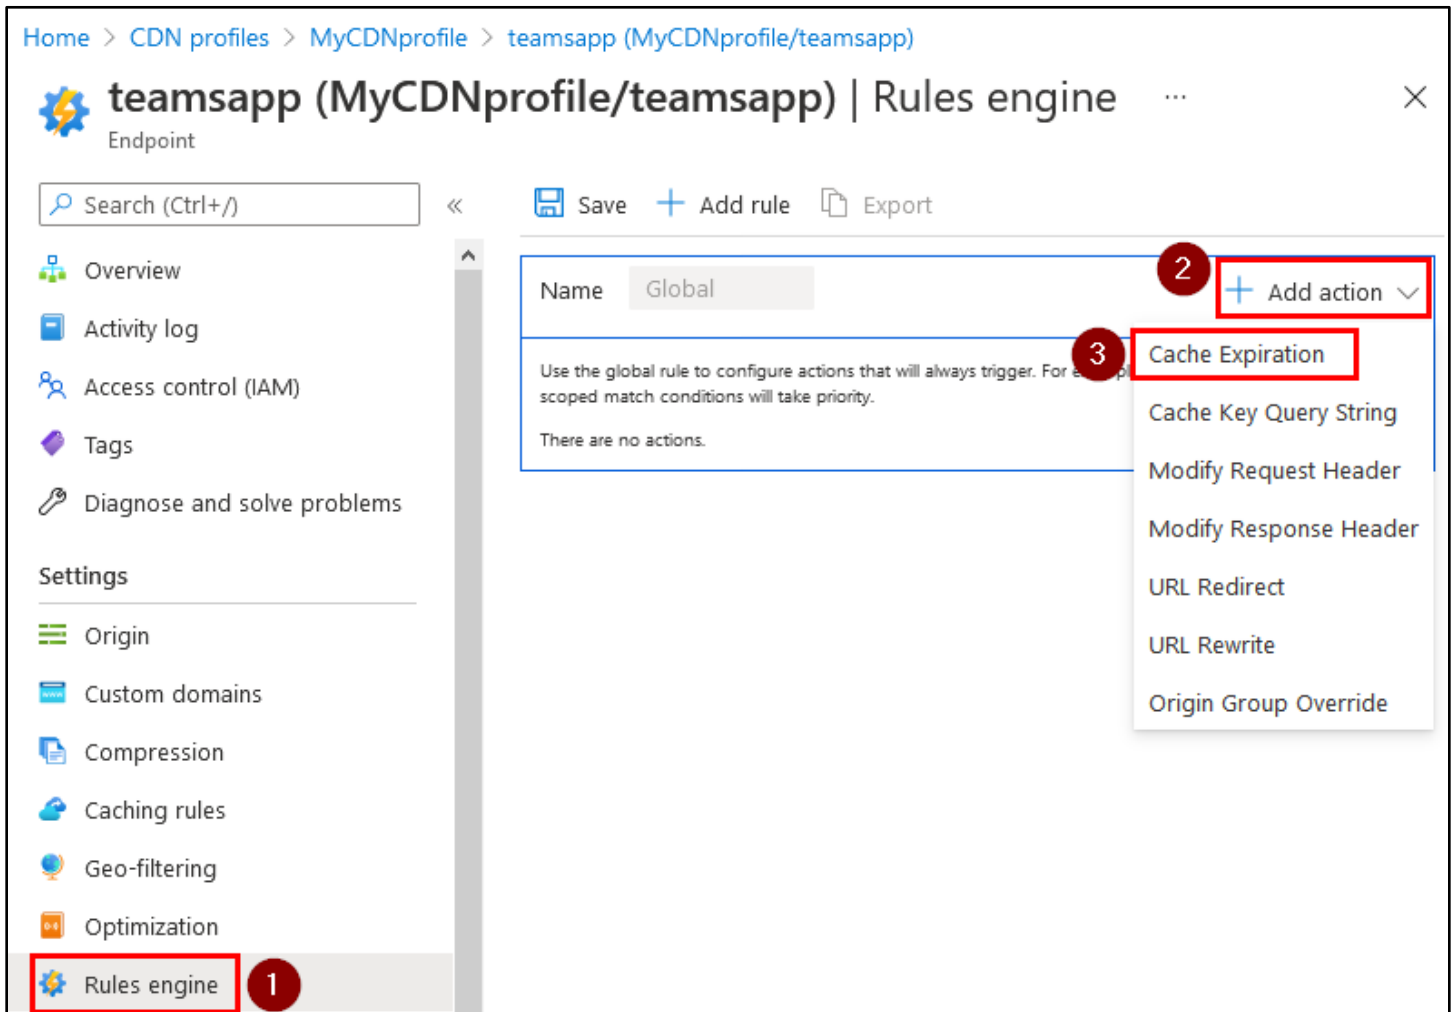 Home > CDN profiles > MyCDNprofile > teamsapp (MyCDNprofile/teamsapp)
teamsapp (MyCDNprofile/teamsapp) | Rules engine ...
Endpoint
Search (Ctrl+/)
Save
Add rule
Export
Overview
Activity log
Access control (IAM)
Tags
Diagnose and solve problems
Settings
Origin
Custom domains
Compression
Caching rules
Geo-filtering
Optimization
Rules engine
1
Name Global
2
Add action
3
Cache Expiration
Cache Key Query String
Modify Request Header
Modify Response Header
URL Redirect
URL Rewrite
Origin Group Override
Use the global rule to configure actions that will always trigger. For
scoped match conditions will take priority.
There are no actions.